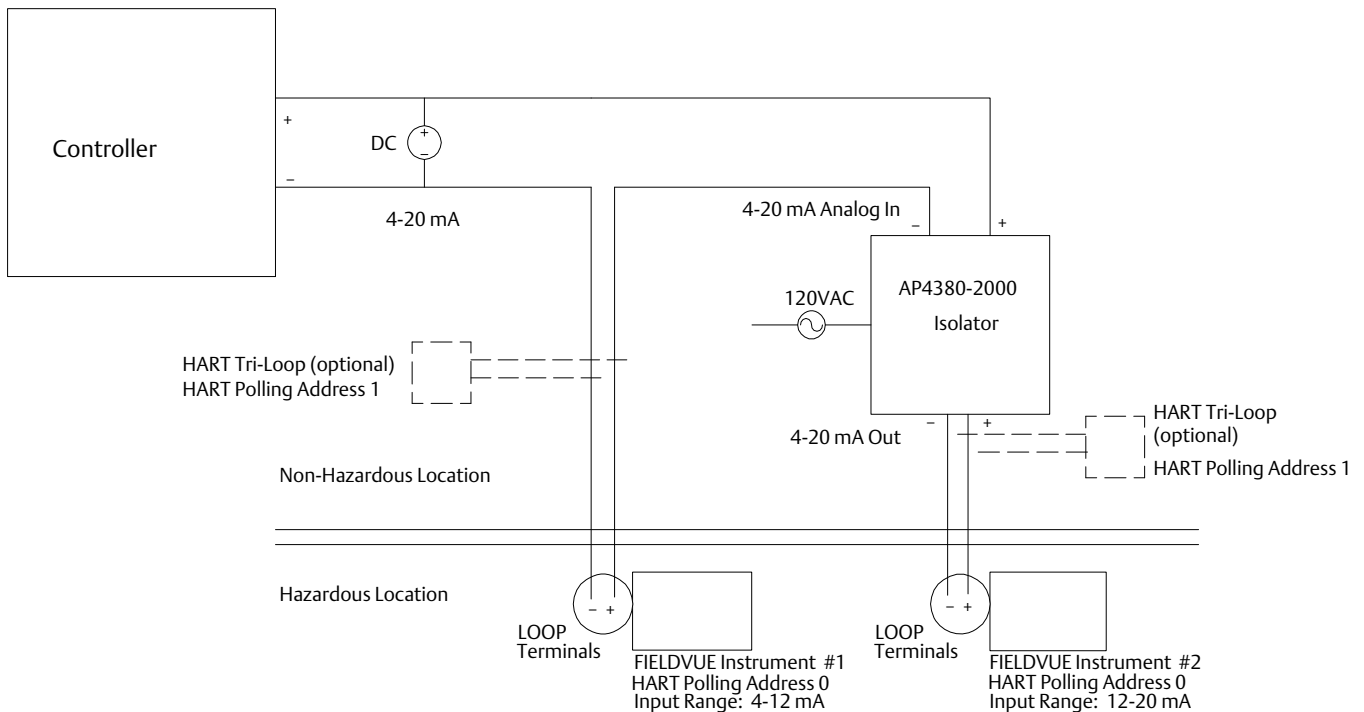 Controller
+
−
DC
+
−
4-20 mA
4-20 mA Analog In
−
+
AP4380-2000
Isolator
120VAC
HART Tri-Loop (optional)
HART Polling Address 1
4-20 mA Out
−
+
HART Tri-Loop
(optional)
HART Polling Address 1
Non-Hazardous Location
Hazardous Location
− +
LOOP
Terminals
FIELDVUE Instrument #1
HART Polling Address 0
Input Range: 4-12 mA
− +
LOOP
Terminals
FIELDVUE Instrument #2
HART Polling Address 0
Input Range: 12-20 mA